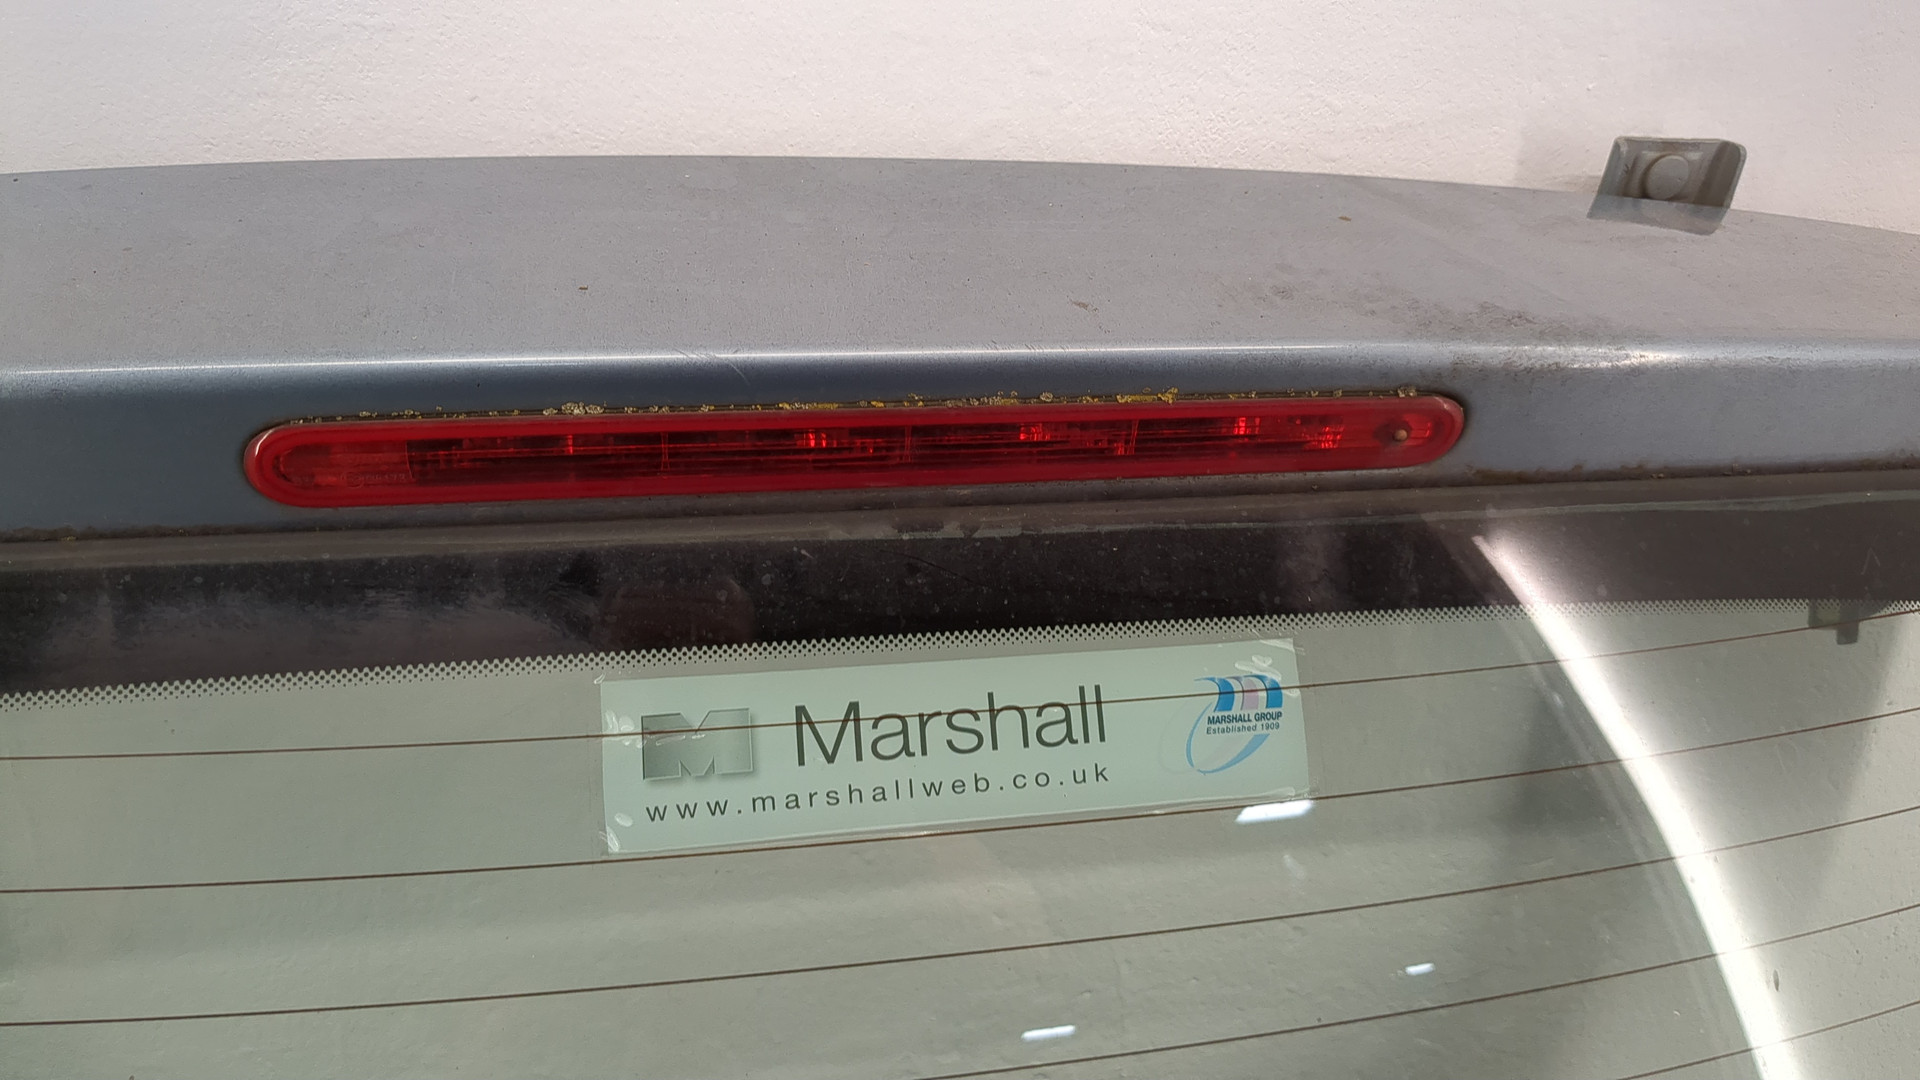 Marshall
www.marshallweb.co.uk
MARSHALL GROUP
Established 1909